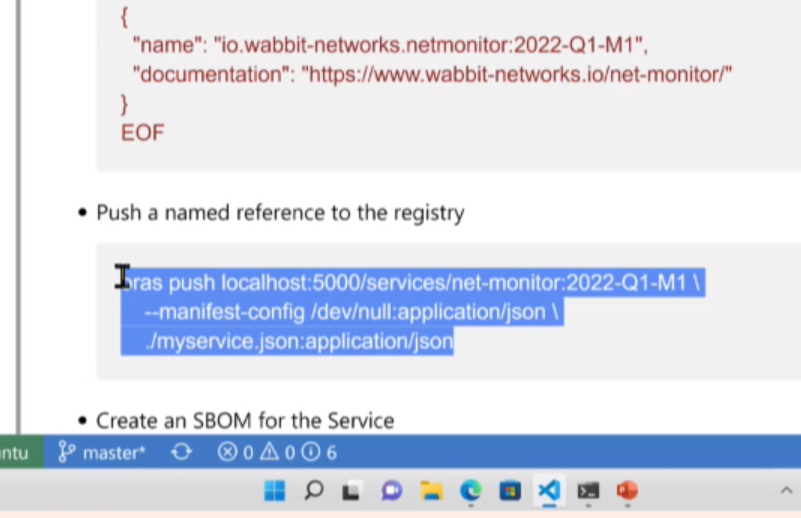 {
"name": "io.wabbit-networks.netmonitor:2022-Q1-M1",
"documentation": "https://www.wabbit-networks.io/net-monitor/"
}
EOF
• Push a named reference to the registry
oras push localhost:5000/services/net-monitor:2022-Q1-M1 \
--manifest-config /dev/null:application/json \
./myservice.json:application/json
• Create an SBOM for the Service
untu master* 0 0 6